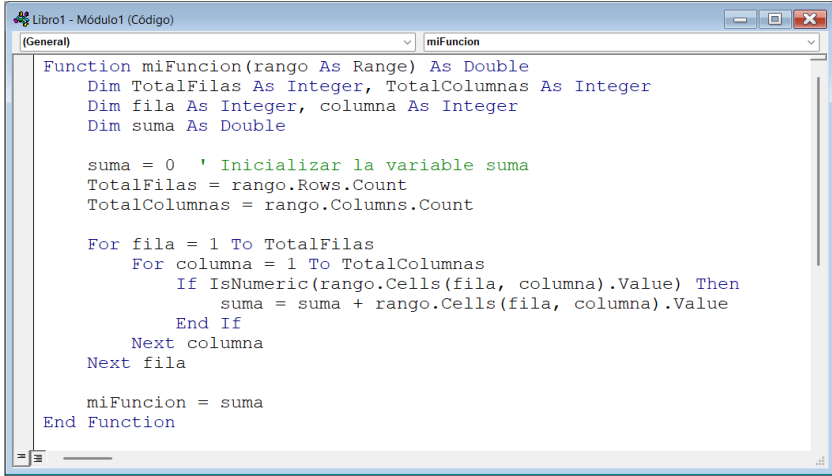 Libro1 - Módulo1 (Código)
(General) miFuncion
Function miFuncion(rango As Range) As Double
    Dim TotalFilas As Integer, TotalColumnas As Integer
    Dim fila As Integer, columna As Integer
    Dim suma As Double

    suma = 0  ' Inicializar la variable suma
    TotalFilas = rango.Rows.Count
    TotalColumnas = rango.Columns.Count

    For fila = 1 To TotalFilas
        For columna = 1 To TotalColumnas
            If IsNumeric(rango.Cells(fila, columna).Value) Then
                suma = suma + rango.Cells(fila, columna).Value
            End If
        Next columna
    Next fila

    miFuncion = suma
End Function